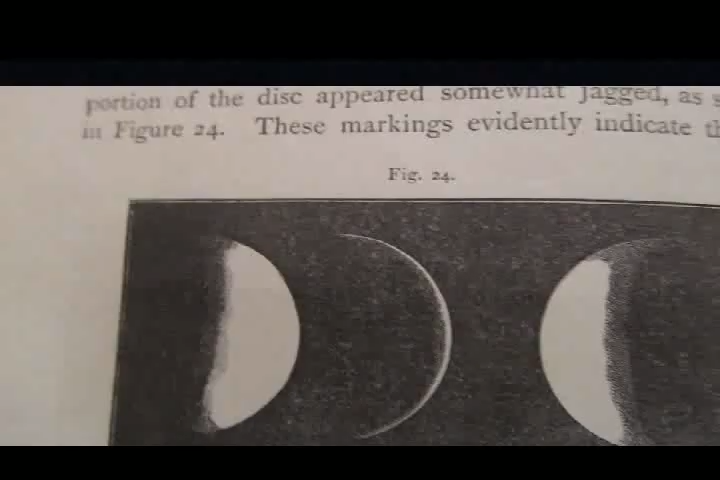 portion of the disc appeared somewhat jagged, as
in Figure 24. These markings evidently indicate
Fig. 24.